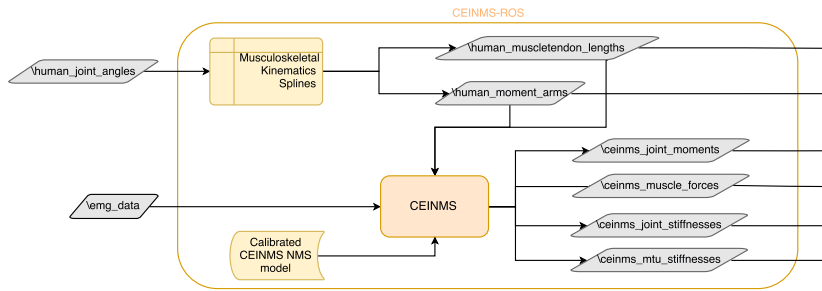 CEINMS-ROS
\human_joint_angles
Musculoskeletal
Kinematics
Splines
\human_muscletendon_lengths
\human_moment_arms
\ceinms_joint_moments
\ceinms_muscle_forces
\emg_data
CEINMS
\ceinms_joint_stiffnesses
Calibrated
CEINMS NMS
model
\ceinms_mtu_stiffnesses